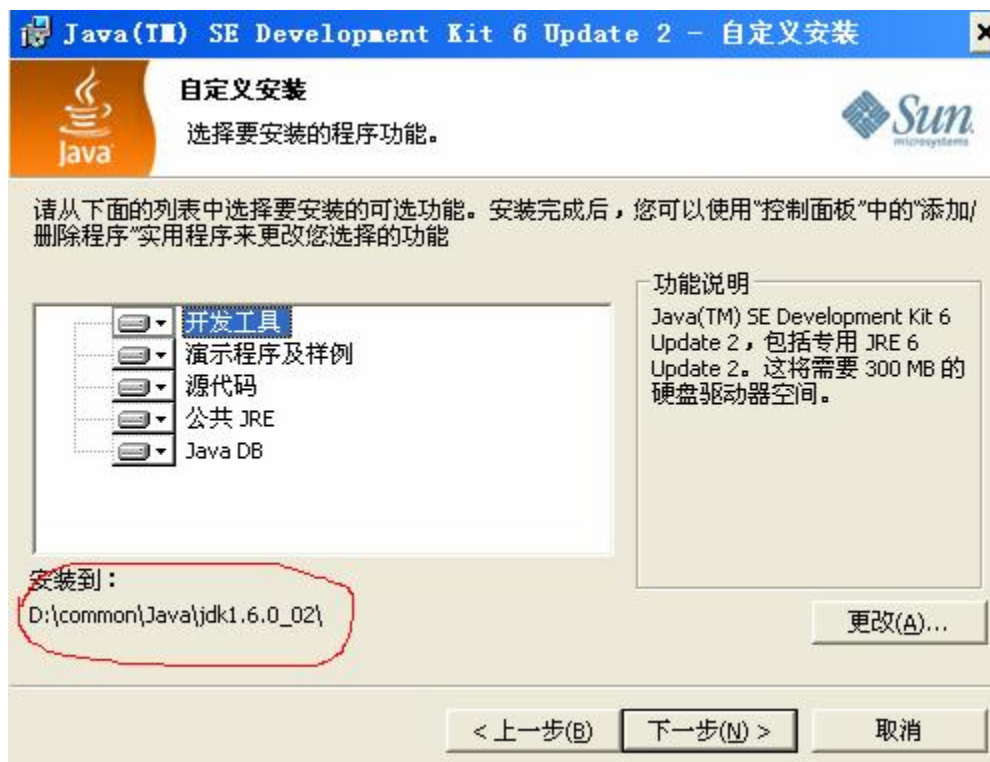 Java(TM) SE Development Kit 6 Update 2 - 自定义安装
Java
自定义安装
选择要安装的程序功能。
Sun
microsystems
请从下面的列表中选择要安装的可选功能。安装完成后，您可以使用“控制面板”中的“添加/
删除程序”实用程序来更改您选择的功能
开发工具
演示程序及样例
源代码
公共 JRE
Java DB
功能说明
Java(TM) SE Development Kit 6
Update 2，包括专用 JRE 6
Update 2。这将需要 300 MB 的
硬盘驱动器空间。
安装到：
D:\common\Java\jdk1.6.0_02\
更改(A)...
< 上一步(B)
下一步(N) >
取消